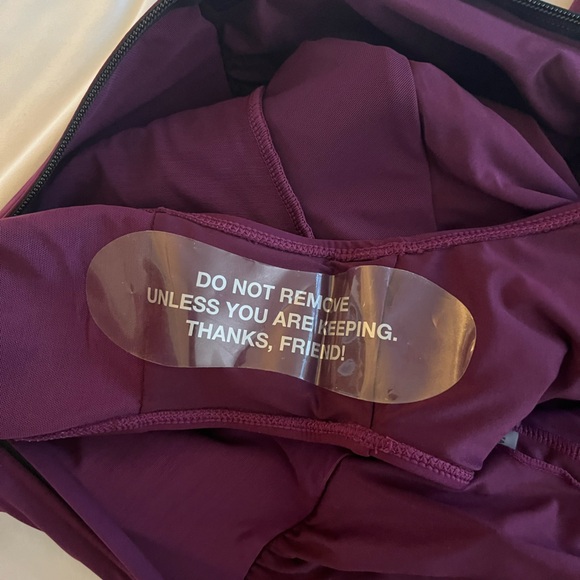 DO NOT REMOVE
UNLESS YOU ARE KEEPING.
THANKS, FRIEND!